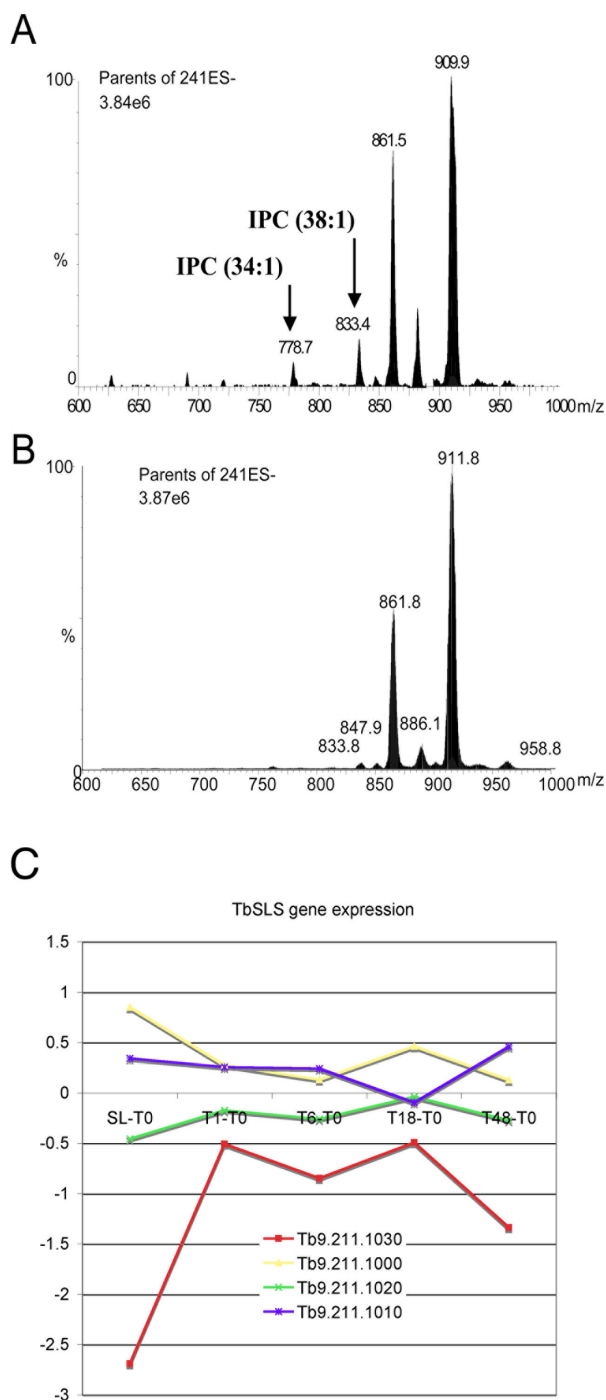 A
Parents of 241ES-
3.84e6
100
909.9
861.5
IPC (38:1)
IPC (34:1)
%
833.4
778.7
0
600 650 700 750 800 850 900 950 1000 m/z
B
Parents of 241ES-
3.87e6
100
911.8
861.8
%
847.9
886.1
833.8
958.8
0
600 650 700 750 800 850 900 950 1000 m/z
C
TbSLS gene expression
1.5
1
0.5
0
SL-T0 T1-T0 T6-T0 T18-T0 T48-T0
-0.5
-1
-1.5
-2
-2.5
-3
Tb9.211.1030
Tb9.211.1000
Tb9.211.1020
Tb9.211.1010